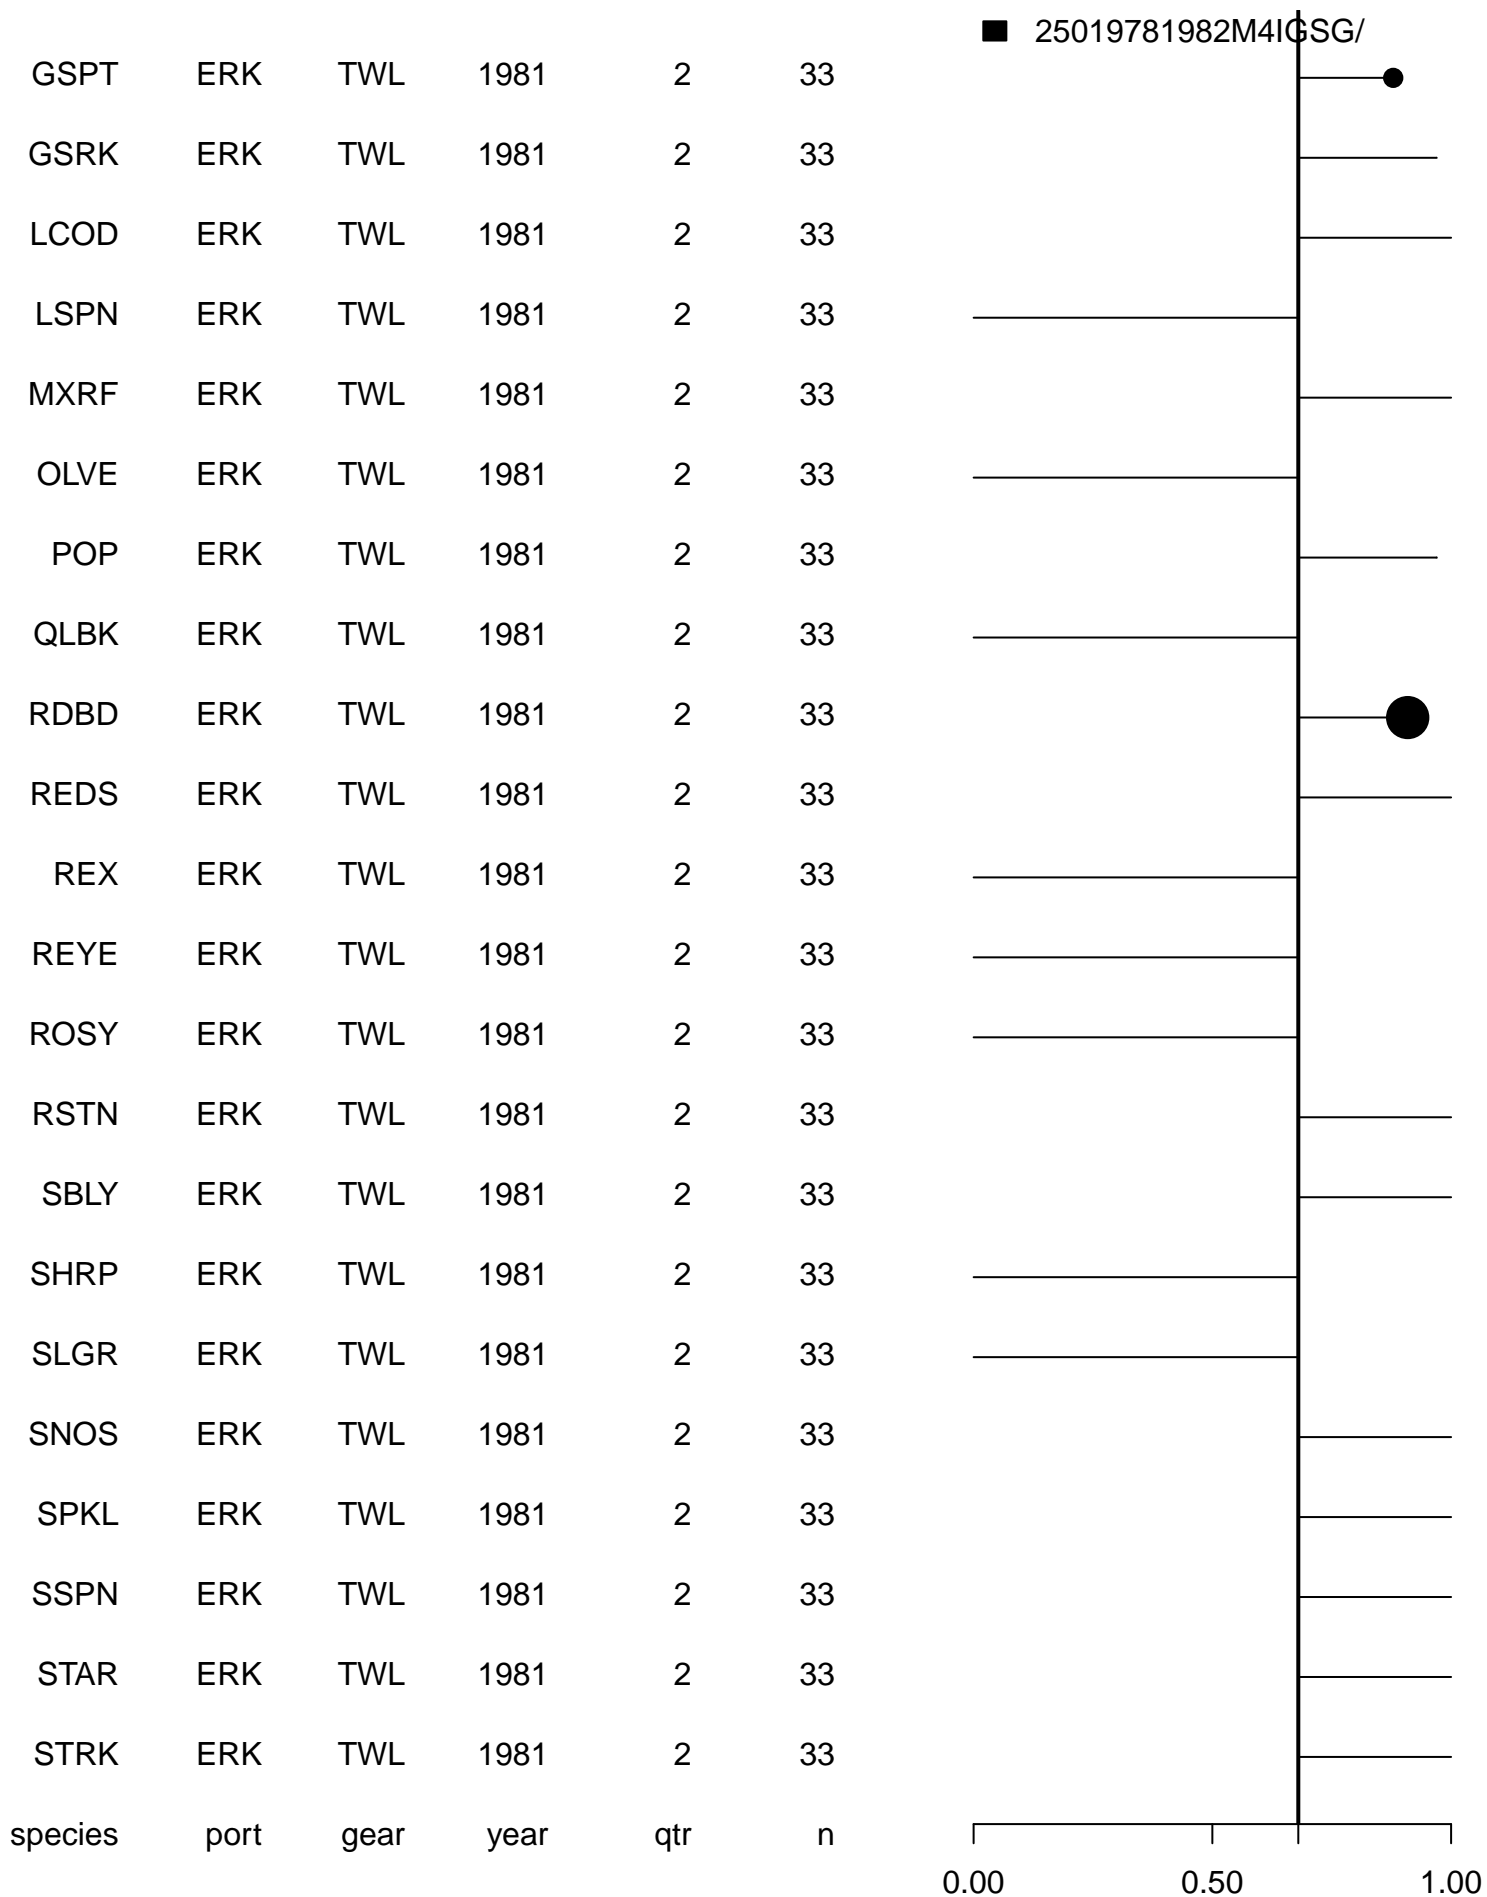 25019781982M4IGSG/
GSPT ERK TWL 1981 2 33
GSRK ERK TWL 1981 2 33
LCOD ERK TWL 1981 2 33
LSPN ERK TWL 1981 2 33
MXRF ERK TWL 1981 2 33
OLVE ERK TWL 1981 2 33
POP ERK TWL 1981 2 33
QLBK ERK TWL 1981 2 33
RDBD ERK TWL 1981 2 33
REDS ERK TWL 1981 2 33
REX ERK TWL 1981 2 33
REYE ERK TWL 1981 2 33
ROSY ERK TWL 1981 2 33
RSTN ERK TWL 1981 2 33
SBLY ERK TWL 1981 2 33
SHRP ERK TWL 1981 2 33
SLGR ERK TWL 1981 2 33
SNOS ERK TWL 1981 2 33
SPKL ERK TWL 1981 2 33
SSPN ERK TWL 1981 2 33
STAR ERK TWL 1981 2 33
STRK ERK TWL 1981 2 33
species port gear year qtr n
0.00 0.50 1.00